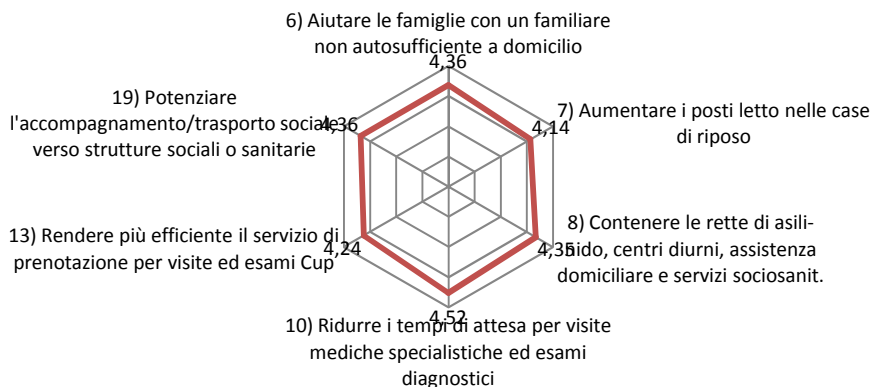 6) Aiutare le famiglie con un familiare
non autosufficiente a domicilio
4,36
19) Potenziare
l'accompagnamento/trasporto sociale
verso strutture sociali o sanitarie
4,36
7) Aumentare i posti letto nelle case
di riposo
4,14
8) Contenere le rette di asili-
nido, centri diurni, assistenza
domiciliare e servizi sociosanit.
4,35
13) Rendere più efficiente il servizio di
prenotazione per visite ed esami Cup
4,24
4,52
10) Ridurre i tempi di attesa per visite
mediche specialistiche ed esami
diagnostici